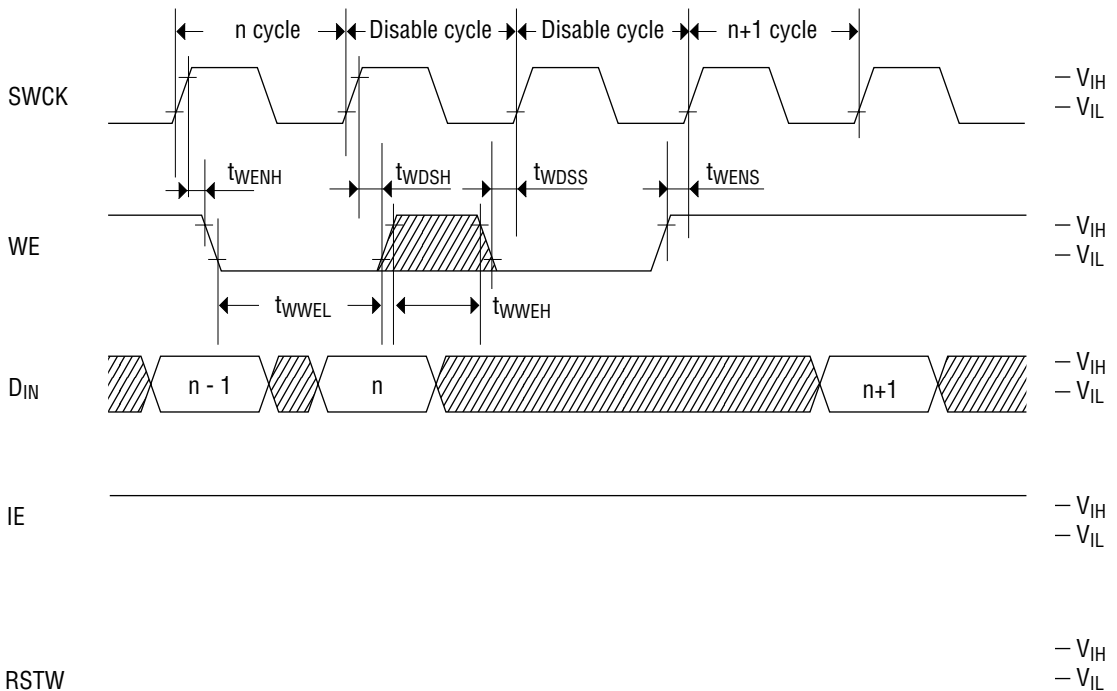 n cycle Disable cycle Disable cycle n+1 cycle
SWCK
– VIH
– VIL
tWENH tWDSH tWDSS tWENS
WE
– VIH
– VIL
tWWEL tWWEH
DIN
n - 1 n n+1
– VIH
– VIL
IE
– VIH
– VIL
RSTW
– VIH
– VIL